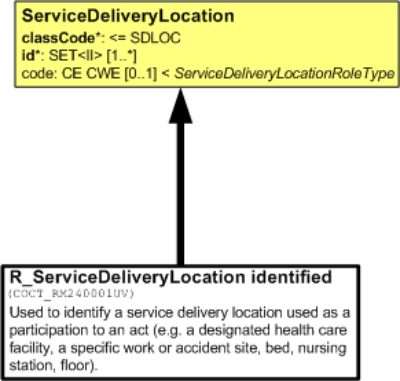 ServiceDeliveryLocation
classCode*: <= SDLOC
id*: SET<II> [1..*]
code: CE CWE [0..1] < ServiceDeliveryLocationRoleType
R_ServiceDeliveryLocation identified
(COCT_RM240001UV)
Used to identify a service delivery location used as a
participation to an act (e.g. a designated health care
facility, a specific work or accident site, bed, nursing
station, floor).